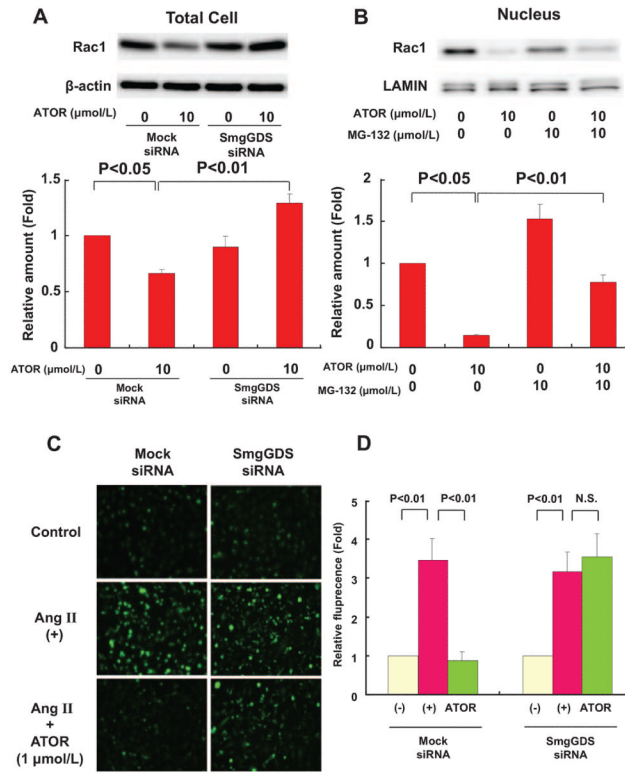 A
Total Cell
Rac1
β-actin
ATOR (μmol/L) 0 10 0 10
Mock siRNA
SmgGDS siRNA
P<0.05 P<0.01
Relative amount (Fold)
1.5
1
0.5
0
ATOR (μmol/L) 0 10 0 10
Mock siRNA
SmgGDS siRNA
B
Nucleus
Rac1
LAMIN
ATOR (μmol/L) 0 10 0 10
MG-132 (μmol/L) 0 0 10 10
P<0.05 P<0.01
Relative amount (Fold)
2
1.5
1
0.5
0
ATOR (μmol/L) 0 10 0 10
MG-132 (μmol/L) 0 0 10 10
C
Mock siRNA
SmgGDS siRNA
Control
Ang II
(+)
Ang II
+
ATOR
(1 μmol/L)
D
P<0.01 P<0.01 P<0.01 N.S.
Relative fluprecence (Fold)
5
4
3
2
1
0
(-) (+) ATOR (-) (+) ATOR
Mock siRNA
SmgGDS siRNA